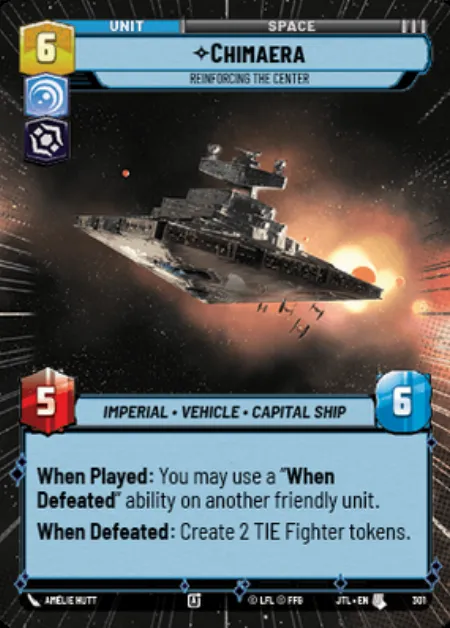 UNIT
SPACE
6
CHIMAERA
REINFORCING THE CENTER
5
IMPERIAL • VEHICLE • CAPITAL SHIP
6
When Played: You may use a "When
Defeated" ability on another friendly unit.
When Defeated: Create 2 TIE Fighter tokens.
AMÉLIE HUTT
© LFL © FFG
JTL • EN
301